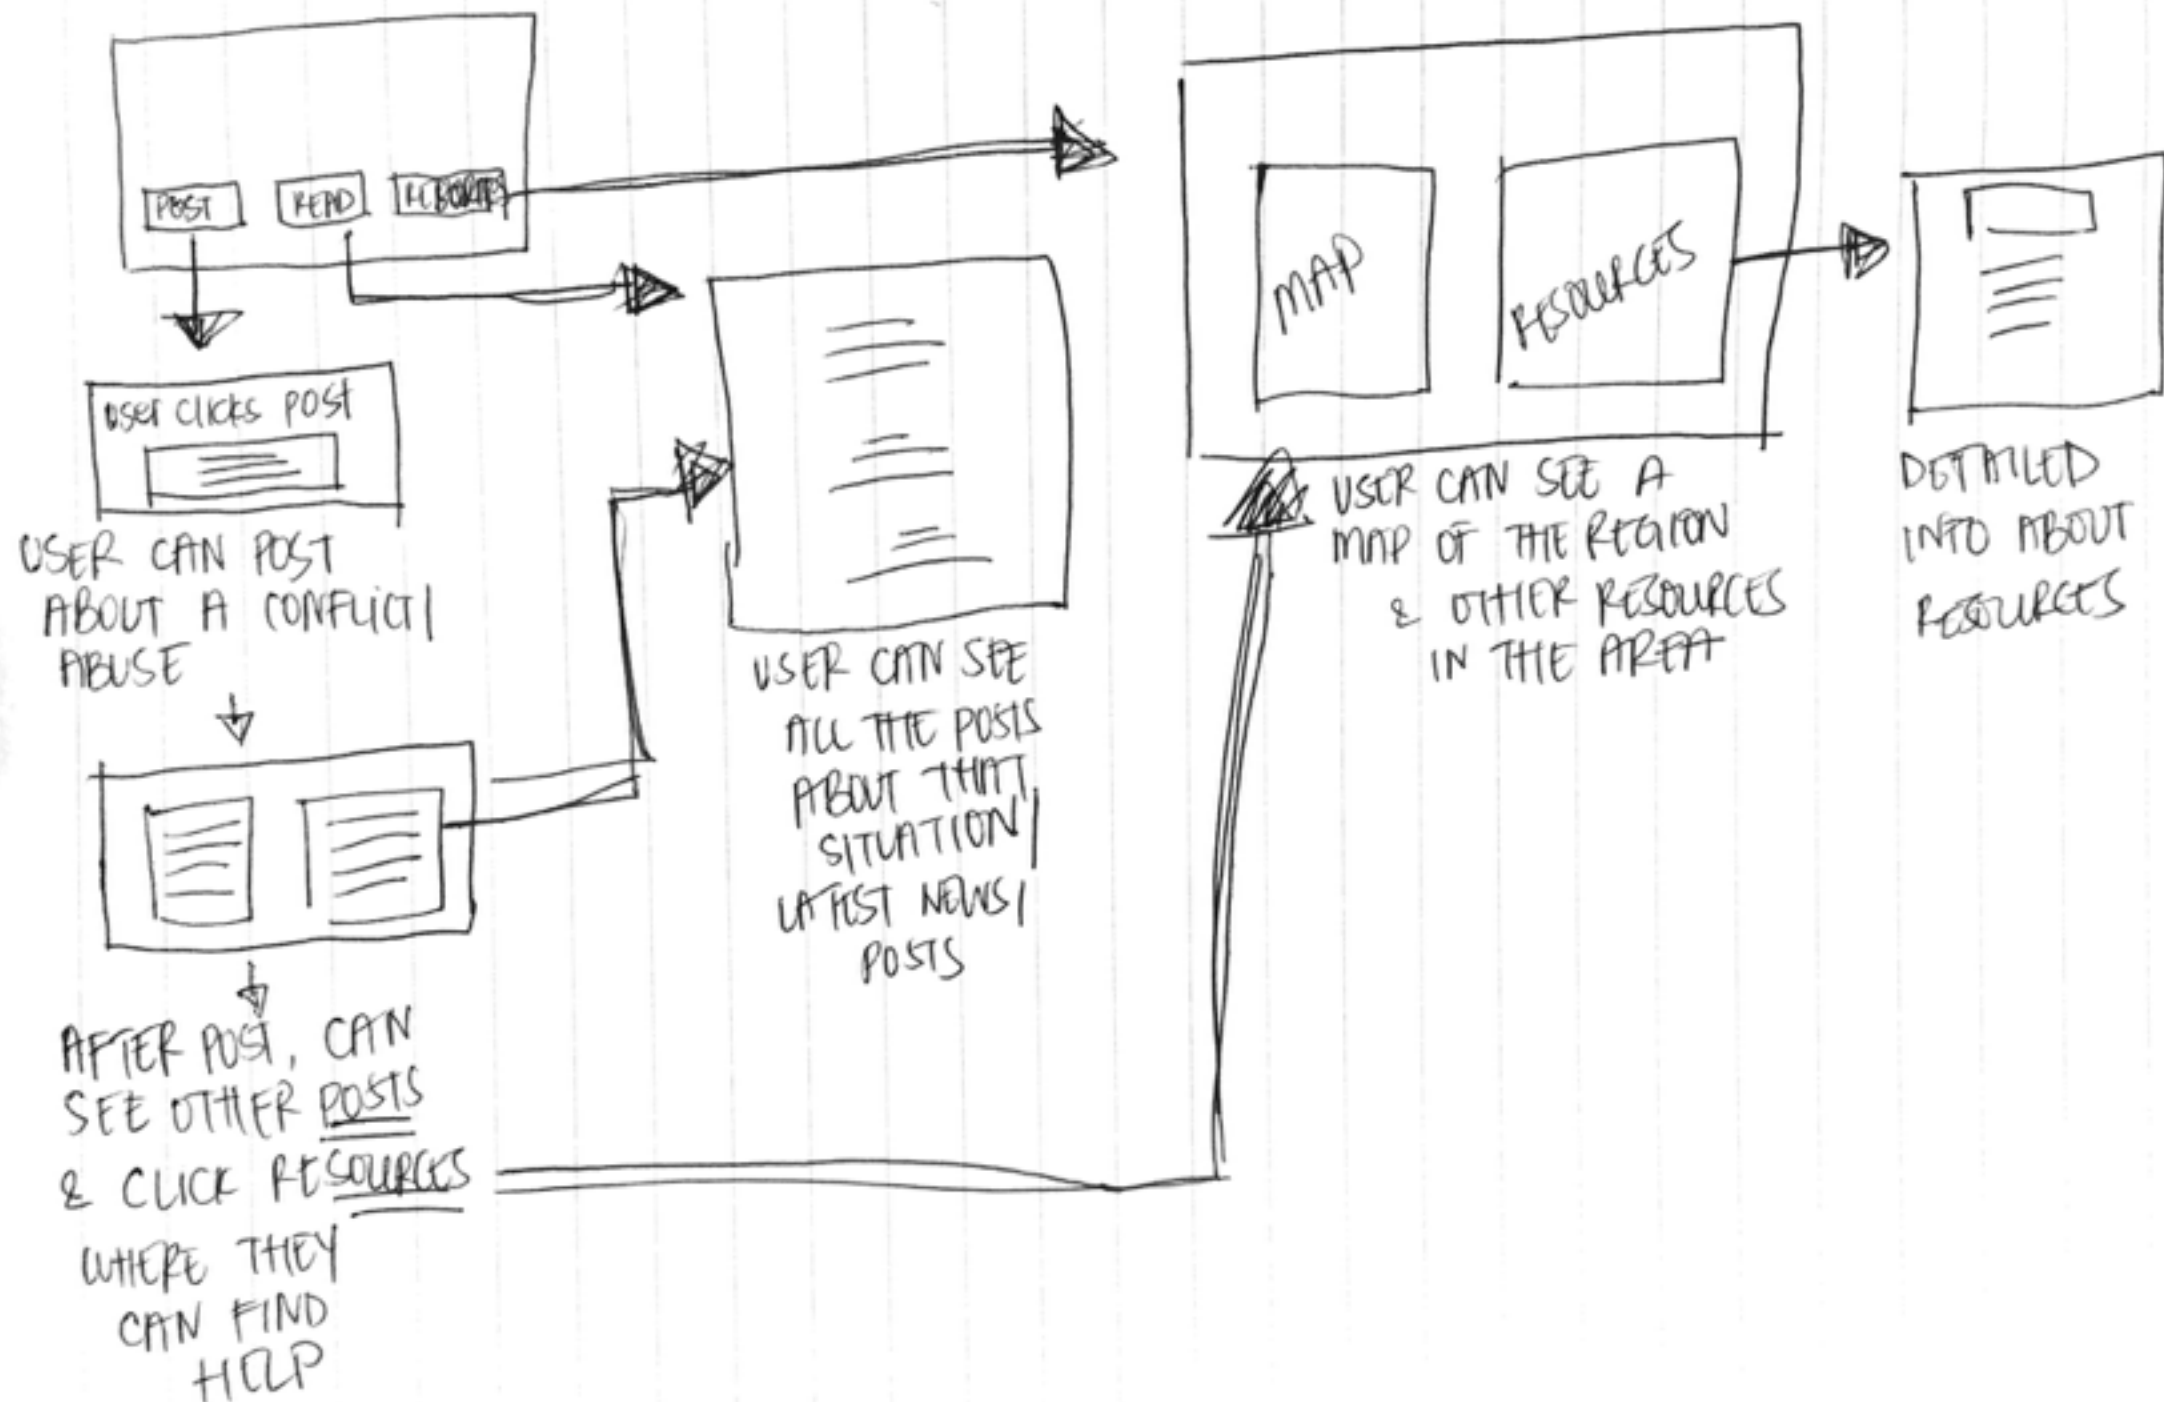 POST
READ
USER CLICKS POST
USER CAN POST
ABOUT A CONFLICT/
ABUSE
AFTER POST, CAN
SEE OTHER POSTS
& CLICK RESOURCES
WHERE THEY
CAN FIND
HELP
USER CAN SEE
ALL THE POSTS
ABOUT THAT
SITUATION/
LATEST NEWS/
POSTS
MAP
RESOURCES
USER CAN SEE A
MAP OF THE REGION
& OTHER RESOURCES
IN THE AREA
DETAILED
INFO ABOUT
RESOURCES